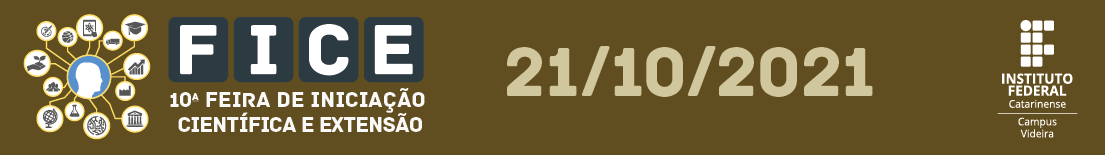 FICE
10ª FEIRA DE INICIAÇÃO
CIENTÍFICA E EXTENSÃO
21/10/2021
INSTITUTO
FEDERAL
Catarinense
Campus
Videira